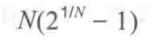 N(2^{1/N} − 1)